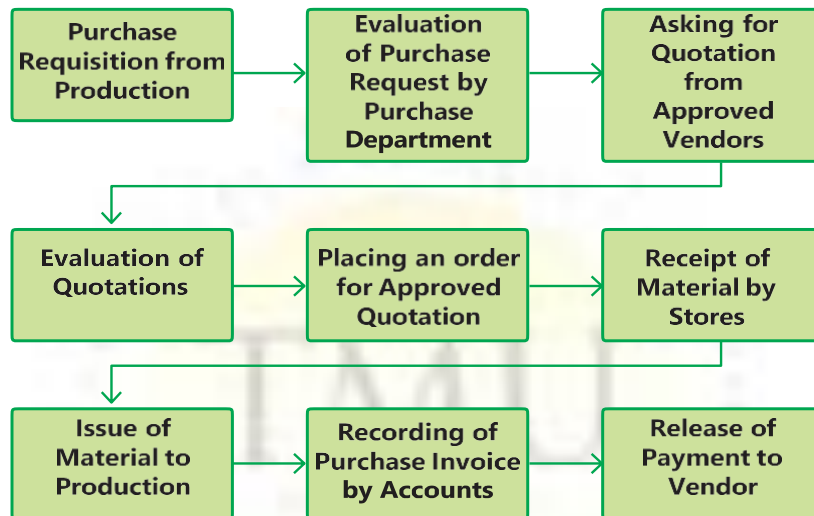 Purchase
Requisition from
Production
Evaluation
of Purchase
Request by
Purchase
Department
Asking for
Quotation
from
Approved
Vendors
Evaluation of
Quotations
Placing an order
for Approved
Quotation
Receipt of
Material by
Stores
Issue of
Material to
Production
Recording of
Purchase Invoice
by Accounts
Release of
Payment to
Vendor
TMU